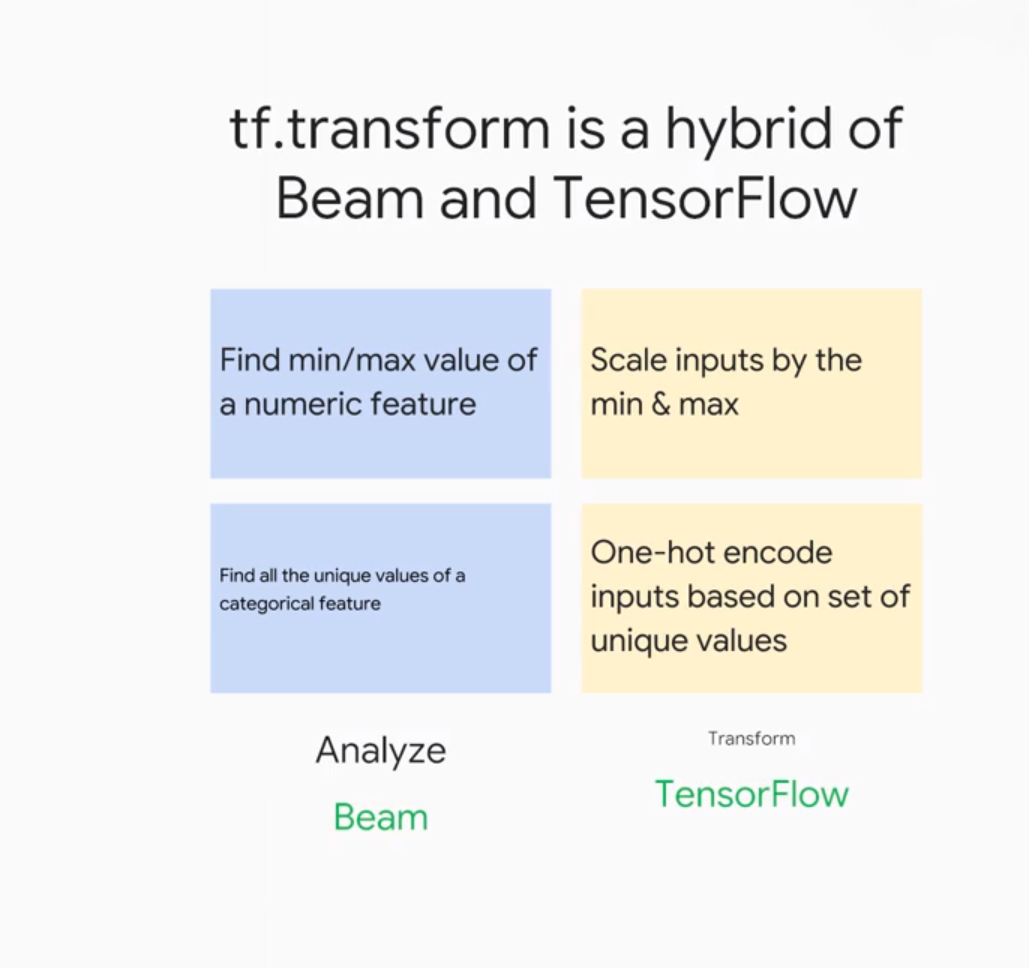 tf.transform is a hybrid of
Beam and TensorFlow
Find min/max value of
a numeric feature
Scale inputs by the
min & max
Find all the unique values of a
categorical feature
One-hot encode
inputs based on set of
unique values
Analyze
Beam
Transform
TensorFlow